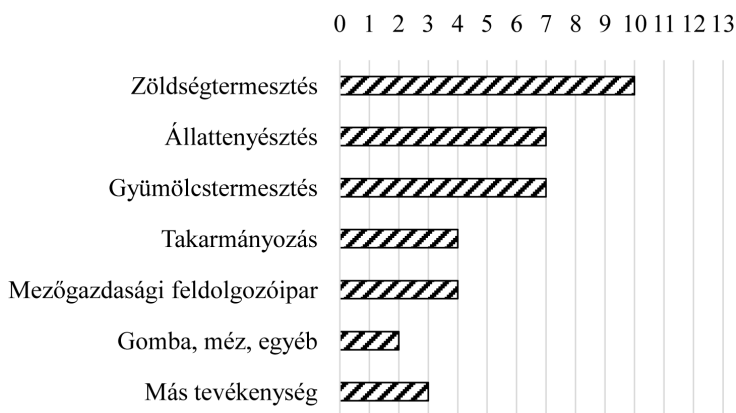 0 1 2 3 4 5 6 7 8 9 10 11 12 13
Zöldségtermesztés
Állattenyésztés
Gyümölcstermesztés
Takarmányozás
Mezőgazdasági feldolgozóipar
Gomba, méz, egyéb
Más tevékenység